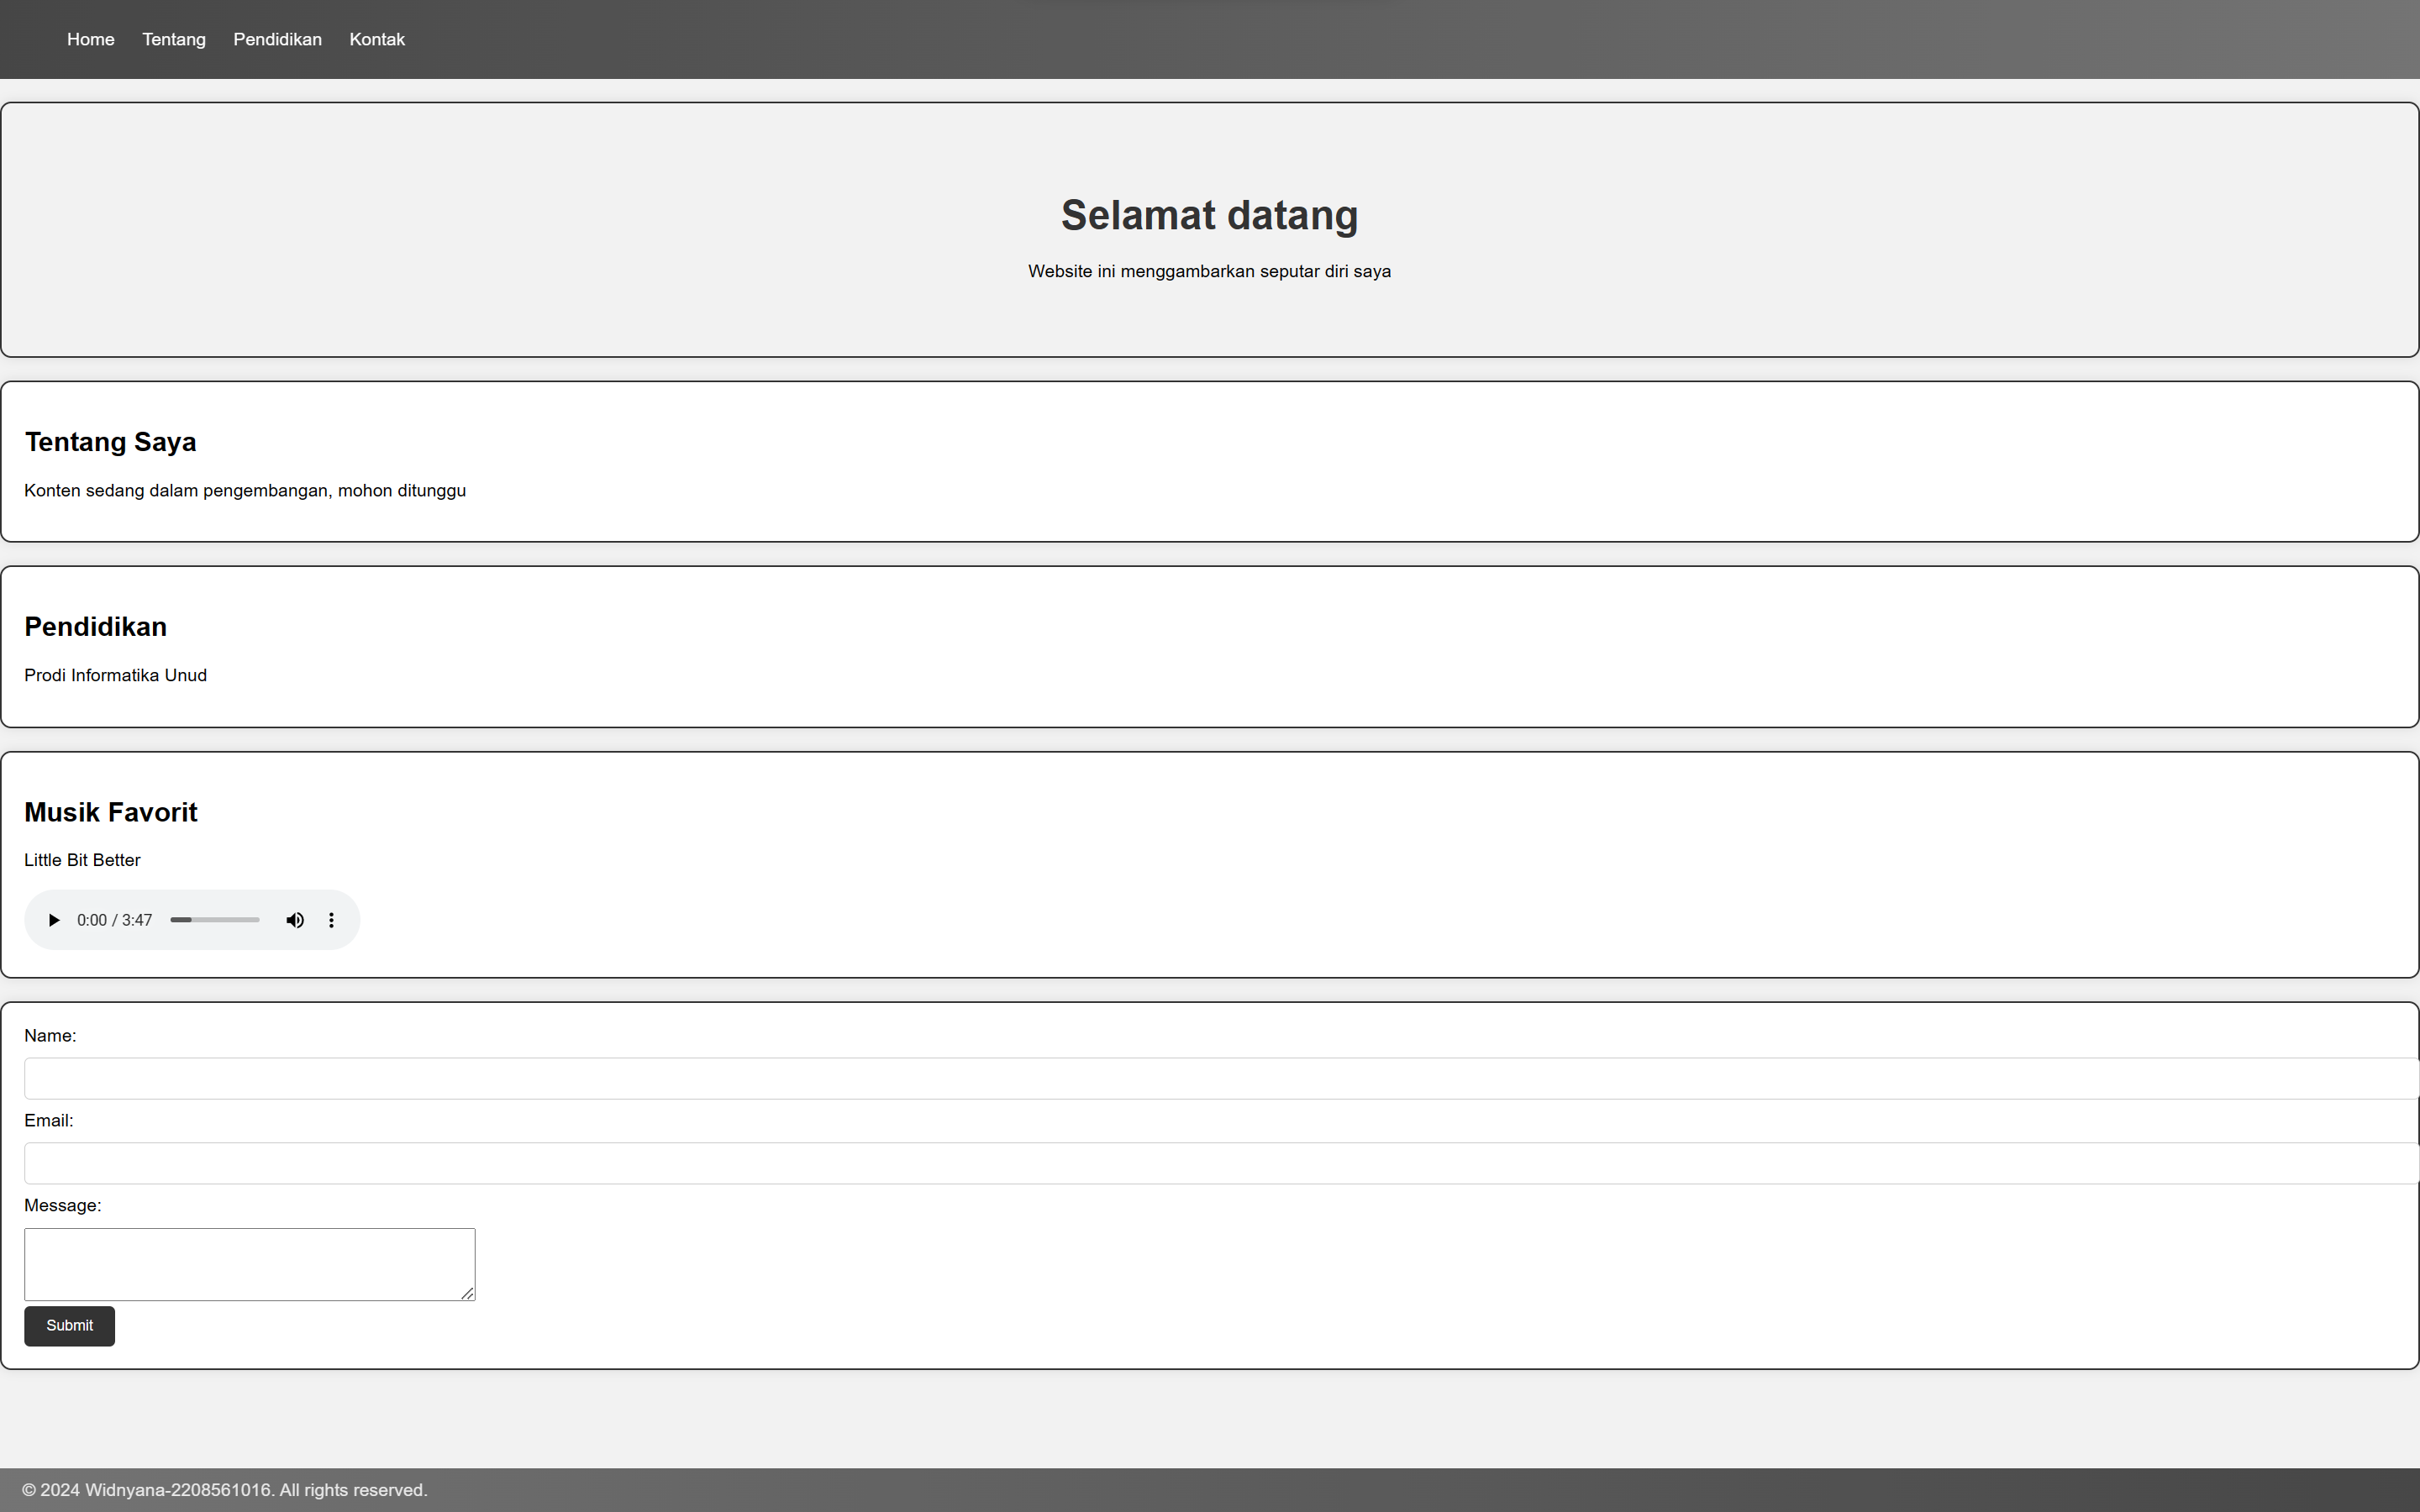 Home Tentang Pendidikan Kontak
Selamat datang
Website ini menggambarkan seputar diri saya
Tentang Saya
Konten sedang dalam pengembangan, mohon ditunggu
Pendidikan
Prodi Informatika Unud
Musik Favorit
Little Bit Better
0:00 / 3:47
Name:
Email:
Message:
Submit
© 2024 Widnyana-2208561016. All rights reserved.